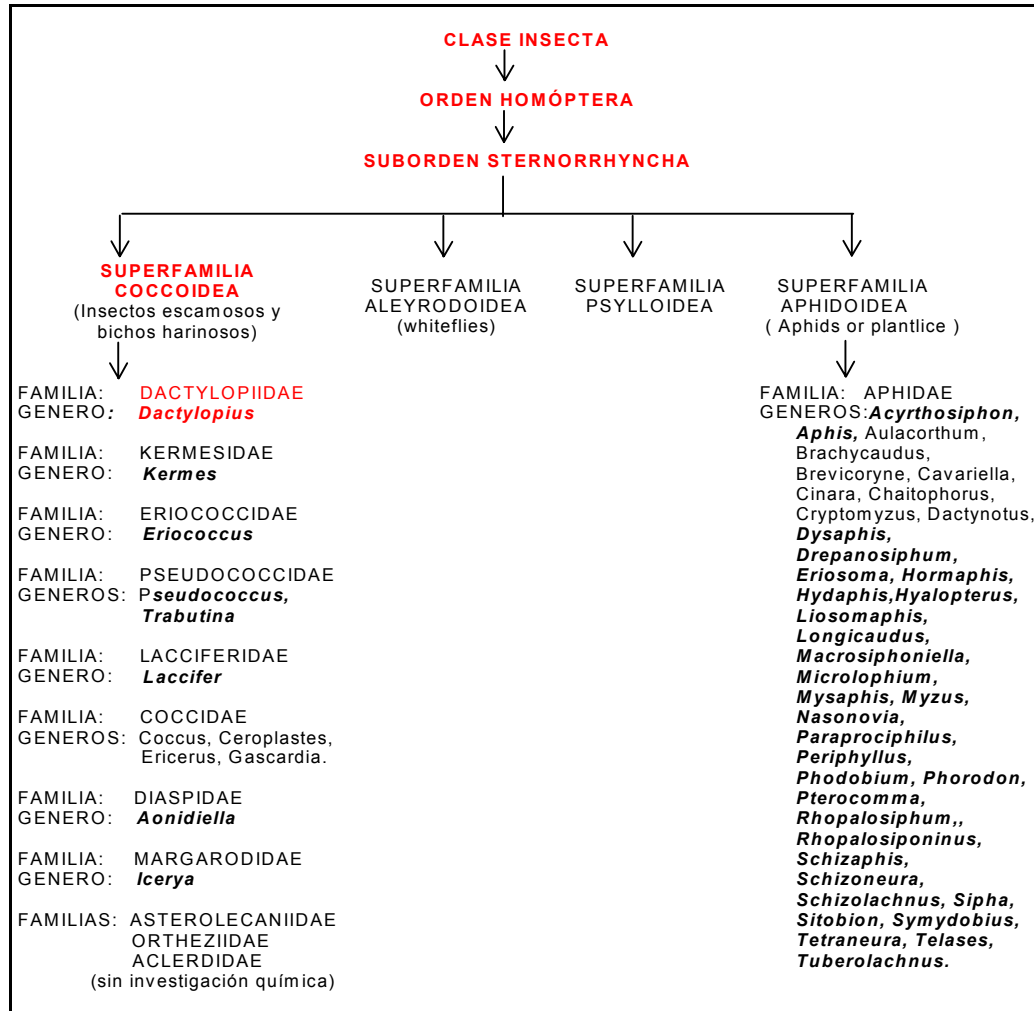 CLASE INSECTA
ORDEN HOMÓPTERA
SUBORDEN STERNORRHYNCHA
SUPERFAMILIA
COCCOIDEA
(Insectos escamosos y
bichos harinosos)
SUPERFAMILIA
ALEYRODOIDEA
(whiteflies)
SUPERFAMILIA
PSYLLOIDEA
SUPERFAMILIA
APHIDOIDEA
( Aphids or plantlice )
FAMILIA: DACTYLOPIIDAE
GENERO: Dactylopius
FAMILIA: KERMESIDAE
GENERO: Kermes
FAMILIA: ERIOCOCCIDAE
GENERO: Eriococcus
FAMILIA: PSEUDOCOCCIDAE
GENEROS: Pseudococcus,
Trabutina
FAMILIA: LACCIFERIDAE
GENERO: Laccifer
FAMILIA: COCCIDAE
GENEROS: Coccus, Ceroplastes,
Ericerus, Gascardia.
FAMILIA: DIASPIDAE
GENERO: Aonidiella
FAMILIA: MARGARODIDAE
GENERO: Icerya
FAMILIAS: ASTEROLECANIIDAE
ORTHEZIIDAE
ACLERDIDAE
(sin investigación química)
FAMILIA: APHIDAE
GENEROS:Acyrthosiphon,
Aphis, Aulacorthum,
Brachycaudus,
Brevicoryne, Cavariella,
Cinara, Chaitophorus,
Cryptomyzus, Dactynotus,
Dysaphis,
Drepanosiphum,
Eriosoma, Hormaphis,
Hydaphis,Hyalopterus,
Liosomaphis,
Longicaudus,
Macrosiphoniella,
Microlophium,
Mysaphis, Myzus,
Nasonovia,
Paraprociphilus,
Periphyllus,
Phodobium, Phorodon,
Pterocomma,
Rhopalosiphum,,
Rhopalosiponinus,
Schizaphis,
Schizoneura,
Schizolachnus, Sipha,
Sitobion, Symydobius,
Tetraneura, Telases,
Tuberolachnus.